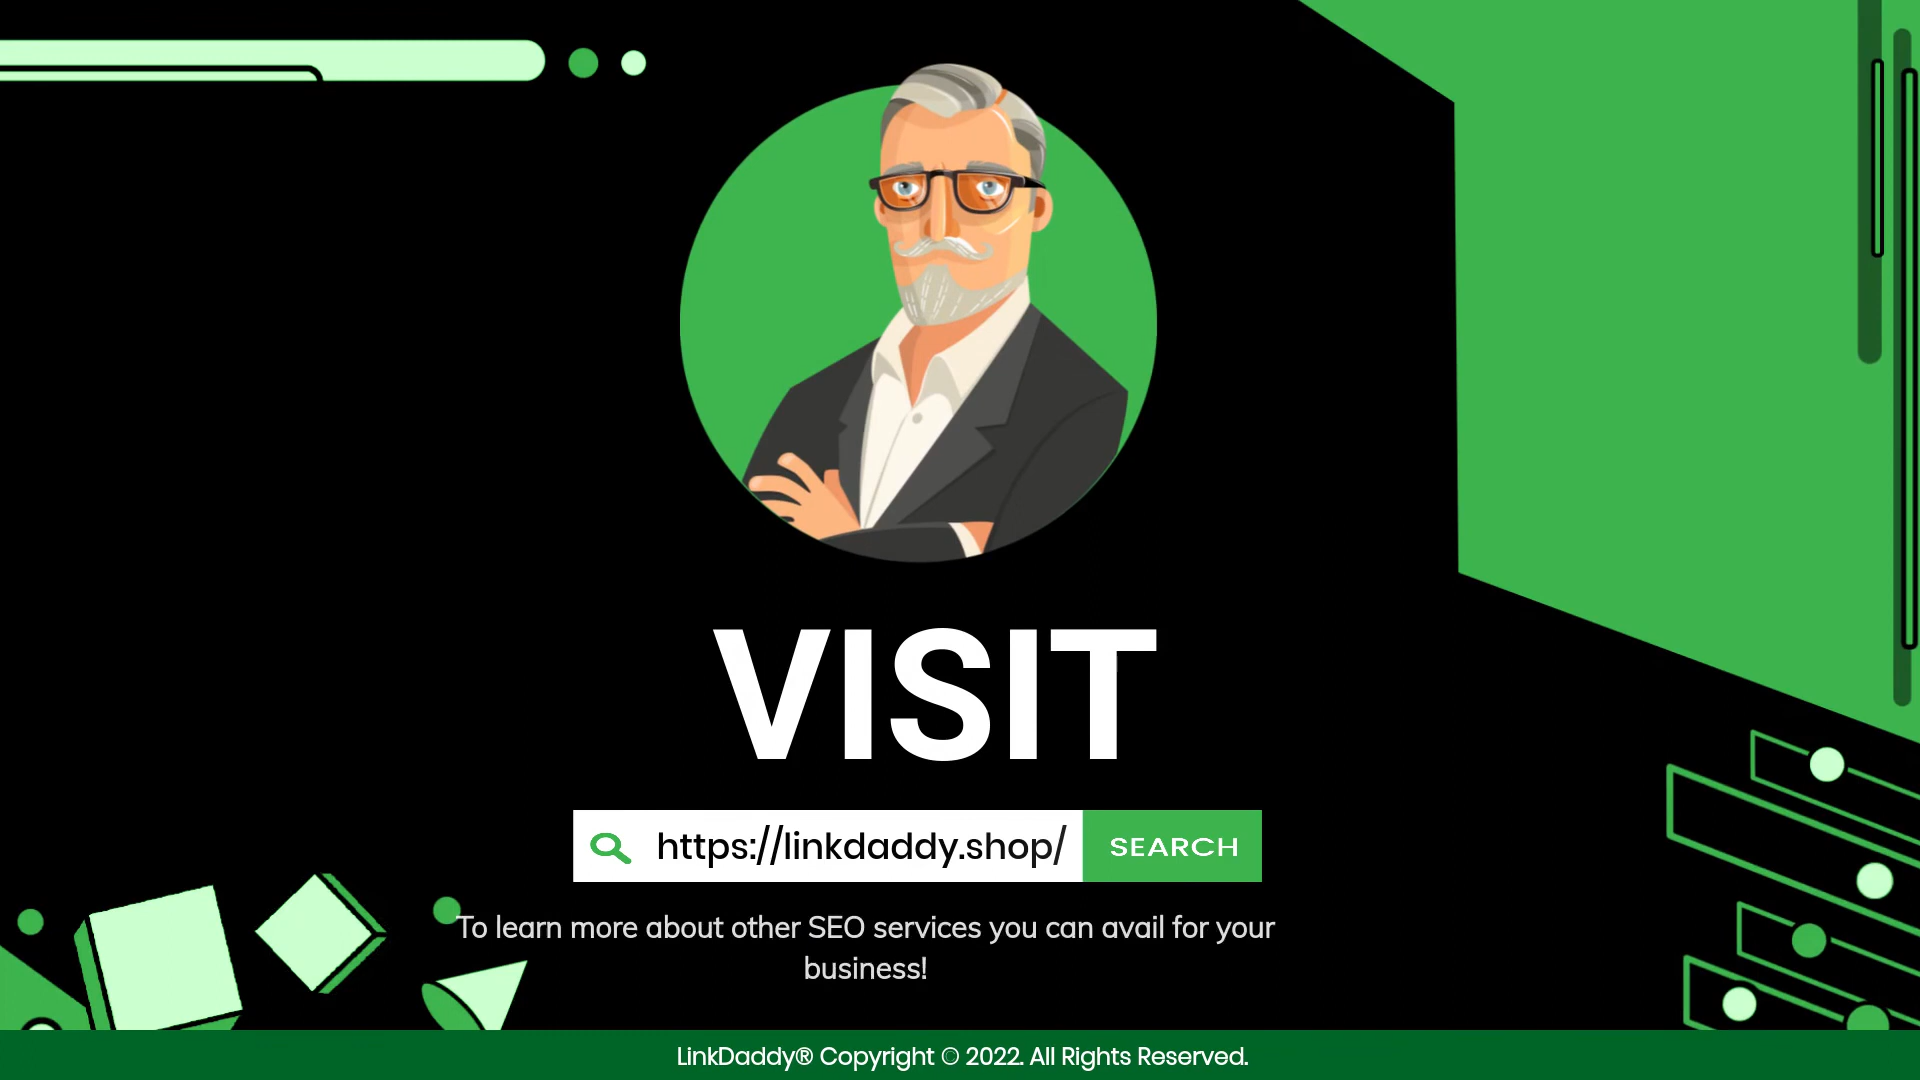 VISIT
https://linkdaddy.shop/ SEARCH
To learn more about other SEO services you can avail for your
business!
LinkDaddy® Copyright © 2022. All Rights Reserved.